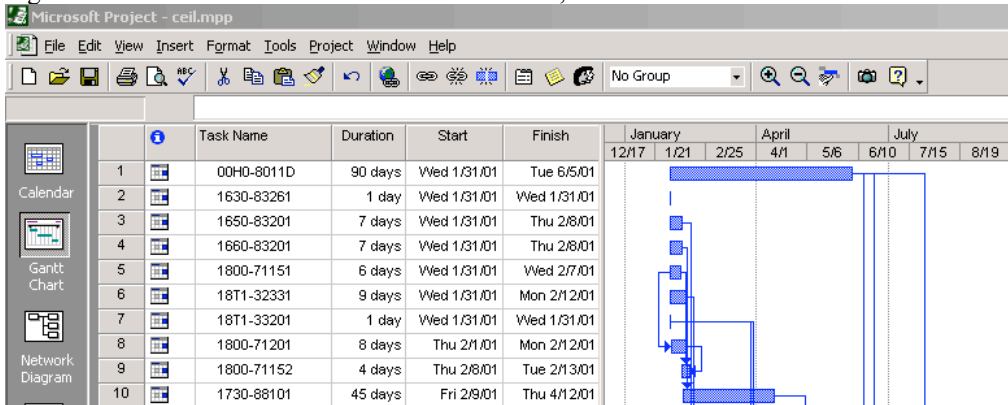 Microsoft Project - ceil.mpp
File Edit View Insert Format Tools Project Window Help
ABC No Group
Task Name Duration Start Finish January April July
12/17 1/21 2/25 4/1 5/6 6/10 7/15 8/19
1 00H0-8011D 90 days Wed 1/31/01 Tue 6/5/01
2 1630-83261 1 day Wed 1/31/01 Wed 1/31/01
3 1650-83201 7 days Wed 1/31/01 Thu 2/8/01
4 1660-83201 7 days Wed 1/31/01 Thu 2/8/01
5 1800-71151 6 days Wed 1/31/01 Wed 2/7/01
6 18T1-32331 9 days Wed 1/31/01 Mon 2/12/01
7 18T1-33201 1 day Wed 1/31/01 Wed 1/31/01
8 1800-71201 8 days Thu 2/1/01 Mon 2/12/01
9 1800-71152 4 days Thu 2/8/01 Tue 2/13/01
10 1730-88101 45 days Fri 2/9/01 Thu 4/12/01
Calendar
Gantt
Chart
Network
Diagram